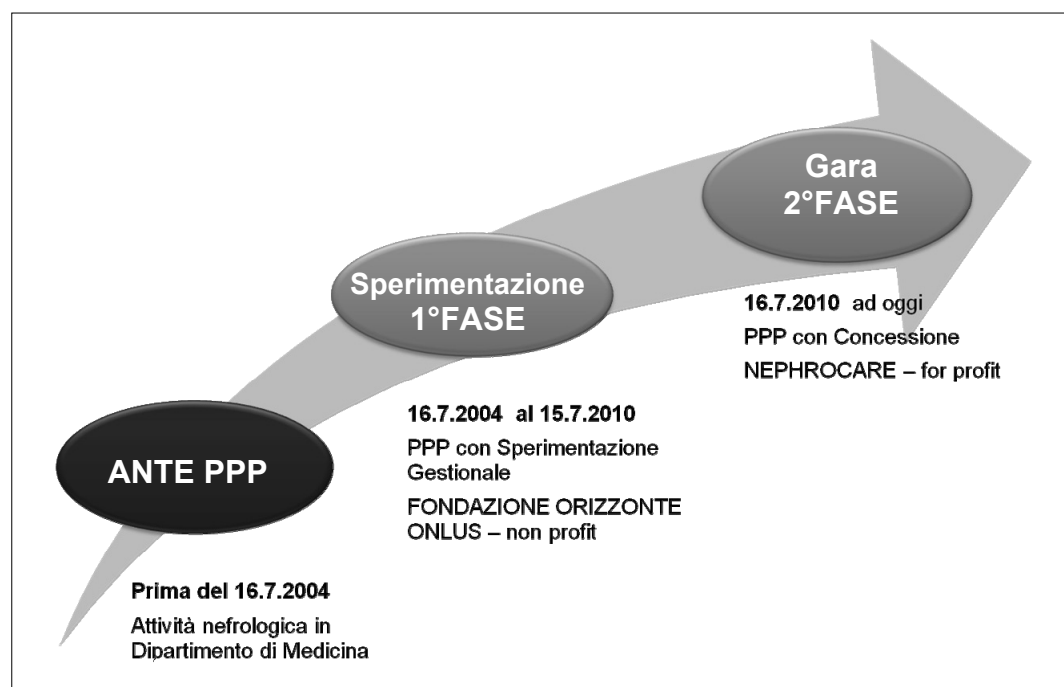 ANTE PPP
Prima del 16.7.2004
Attività nefrologica in
Dipartimento di Medicina
Sperimentazione
1°FASE
16.7.2004 al 15.7.2010
PPP con Sperimentazione
Gestionale
FONDAZIONE ORIZZONTE
ONLUS – non profit
Gara
2°FASE
16.7.2010 ad oggi
PPP con Concessione
NEPHROCARE – for profit